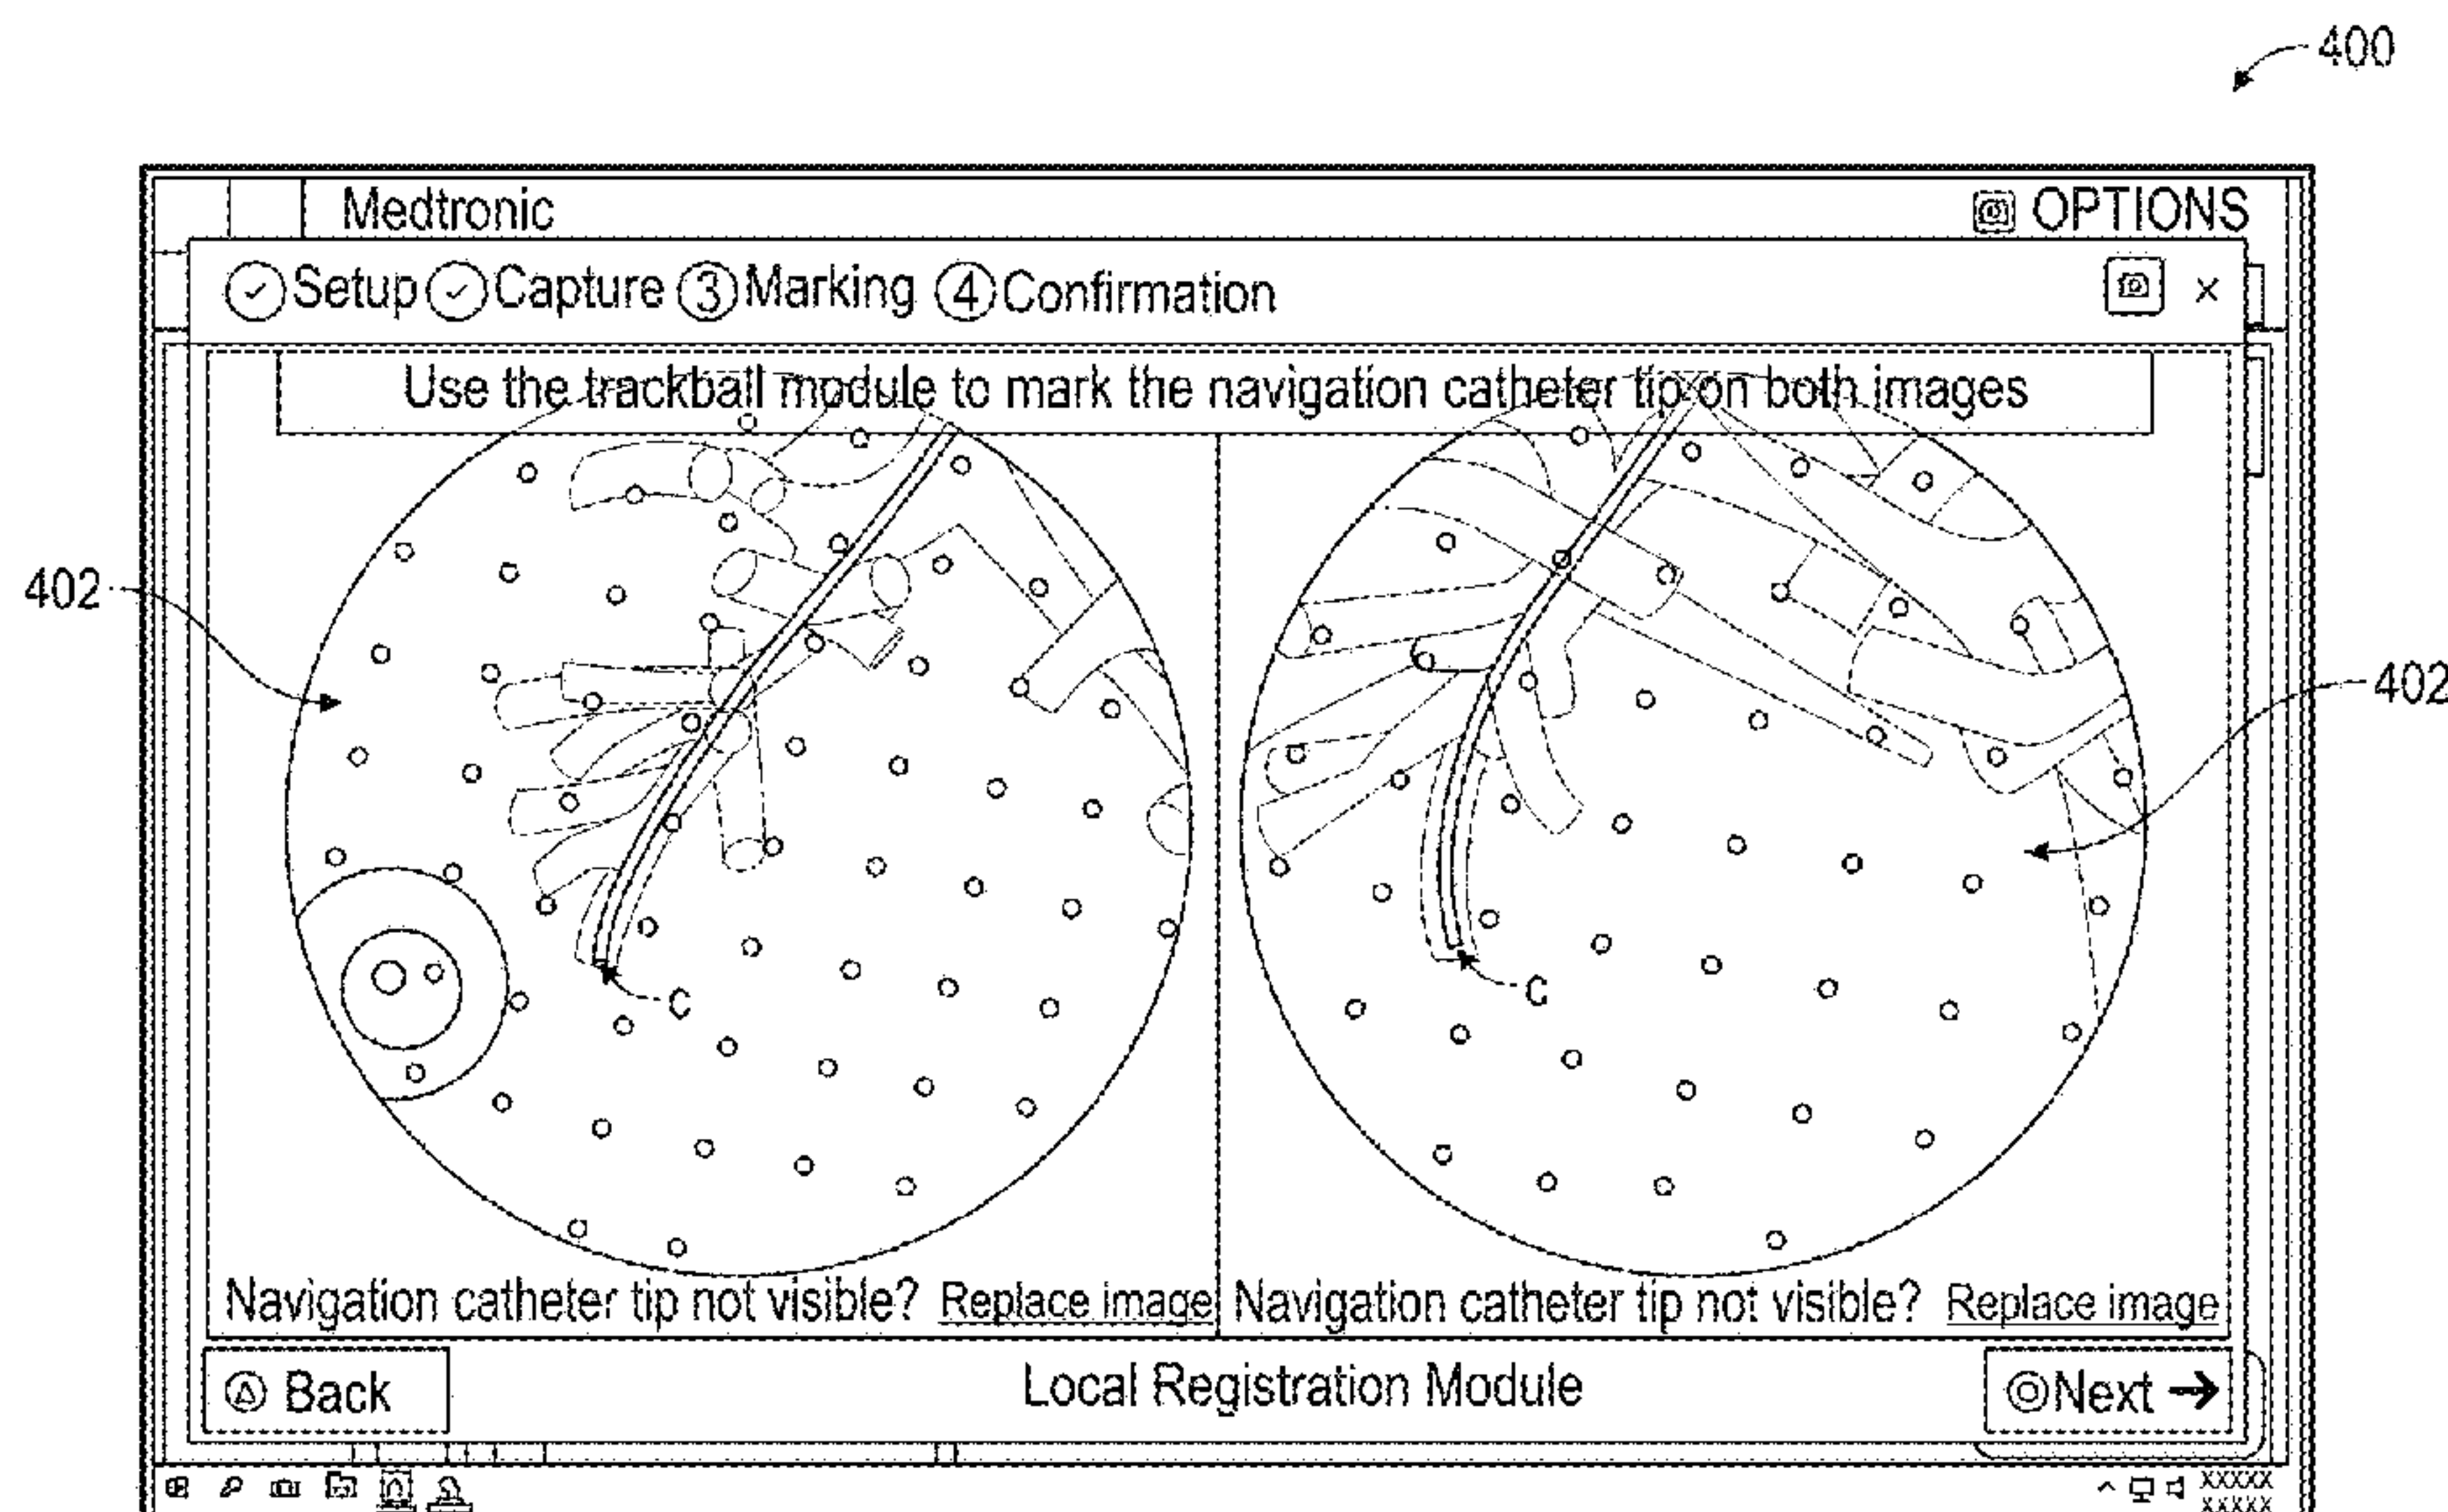 400
Medtronic
OPTIONS
Setup Capture 3 Marking 4 Confirmation
×
Use the trackball module to mark the navigation catheter tip on both images
402
402
C
C
Navigation catheter tip not visible? Replace image
Navigation catheter tip not visible? Replace image
Back
Local Registration Module
Next →
XXXXX
XXXXX